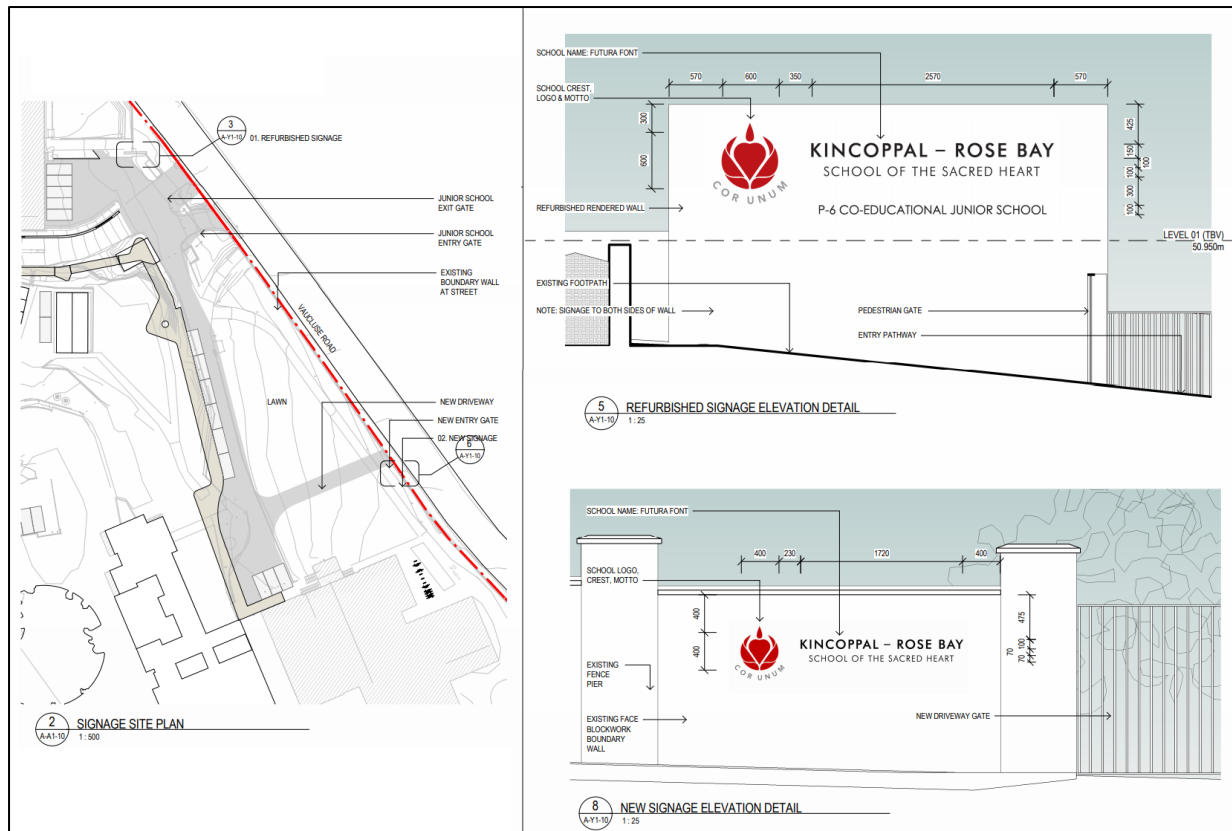 3
A-Y1-10
01. REFURBISHED SIGNAGE
JUNIOR SCHOOL
EXIT GATE
JUNIOR SCHOOL
ENTRY GATE
EXISTING
BOUNDARY WALL
AT STREET
VAUCLUSE ROAD
LAWN
NEW DRIVEWAY
NEW ENTRY GATE
02. NEW SIGNAGE
6
A-Y1-10
2
A-A1-10
SIGNAGE SITE PLAN
1 : 500
SCHOOL NAME: FUTURA FONT
570 600 350 2570 570
SCHOOL CREST,
LOGO & MOTTO
300
600
425
150
100
100
300
100
COR UNUM
KINCOPPAL – ROSE BAY
SCHOOL OF THE SACRED HEART
P-6 CO-EDUCATIONAL JUNIOR SCHOOL
REFURBISHED RENDERED WALL
LEVEL 01 (TBV)
50.950m
EXISTING FOOTPATH
NOTE: SIGNAGE TO BOTH SIDES OF WALL
PEDESTRIAN GATE
ENTRY PATHWAY
5
A-Y1-10
REFURBISHED SIGNAGE ELEVATION DETAIL
1 : 25
SCHOOL NAME: FUTURA FONT
400 230 1720 400
SCHOOL LOGO,
CREST, MOTTO
400
400
475
100
70
70
COR UNUM
KINCOPPAL – ROSE BAY
SCHOOL OF THE SACRED HEART
EXISTING
FENCE
PIER
EXISTING FACE
BLOCKWORK
BOUNDARY
WALL
NEW DRIVEWAY GATE
8
A-Y1-10
NEW SIGNAGE ELEVATION DETAIL
1 : 25